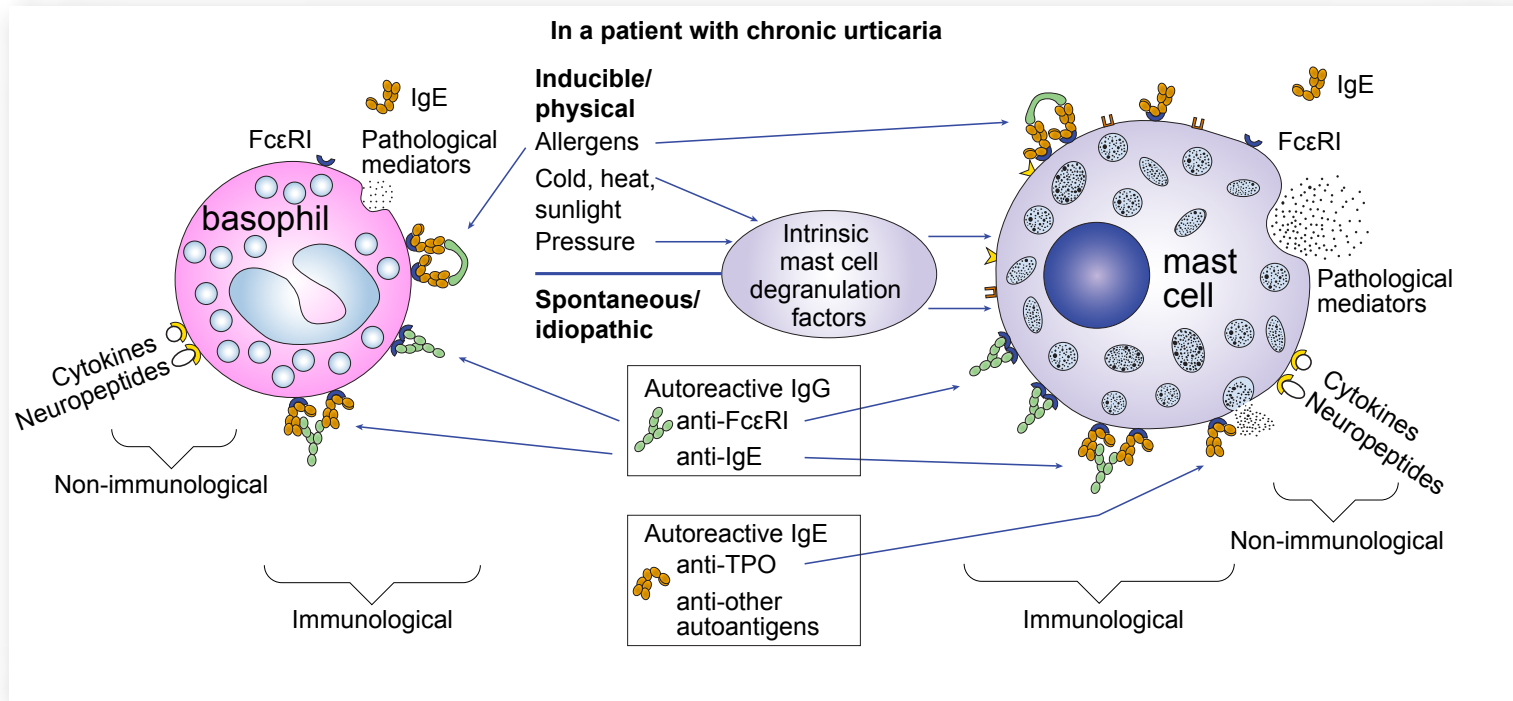 In a patient with chronic urticaria
IgE
FcεRI
Pathological
mediators
basophil
Cytokines
Neuropeptides
Non-immunological
Immunological
Inducible/
physical
Allergens
Cold, heat,
sunlight
Pressure
Spontaneous/
idiopathic
Intrinsic
mast cell
degranulation
factors
Autoreactive IgG
anti-FcεRI
anti-IgE
Autoreactive IgE
anti-TPO
anti-other
autoantigens
IgE
FcεRI
mast
cell
Pathological
mediators
Cytokines
Neuropeptides
Non-immunological
Immunological